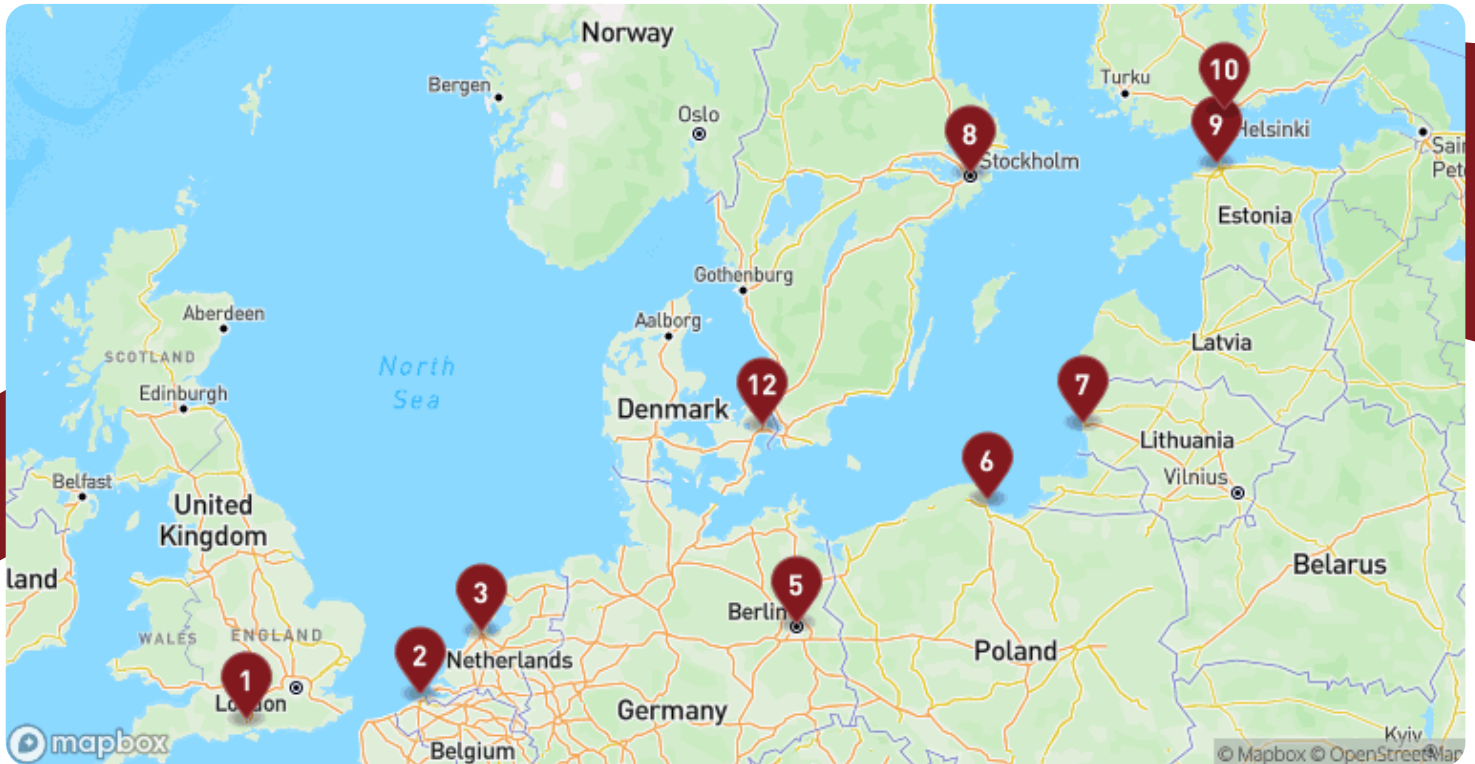 Norway
Bergen
Oslo
Turku
10
9
Helsinki
8
Stockholm
Sain
Pet
Estonia
Gothenburg
Aberdeen
Aalborg
SCOTLAND
North
Sea
Edinburgh
12
Denmark
7
Latvia
Lithuania
6
Vilnius
Belfast
United
Kingdom
land
3
5
Berlin
Belarus
WALES
ENGLAND
2
Netherlands
Poland
1
London
Germany
Belgium
Kyiv
mapbox
© Mapbox © OpenStreetMap